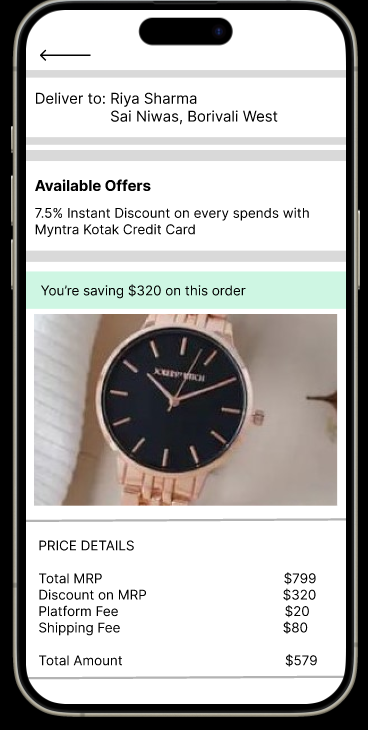 Deliver to: Riya Sharma
Sai Niwas, Borivali West
Available Offers
7.5% Instant Discount on every spends with
Myntra Kotak Credit Card
You're saving $320 on this order
PRICE DETAILS
Total MRP $799
Discount on MRP $320
Platform Fee $20
Shipping Fee $80
Total Amount $579